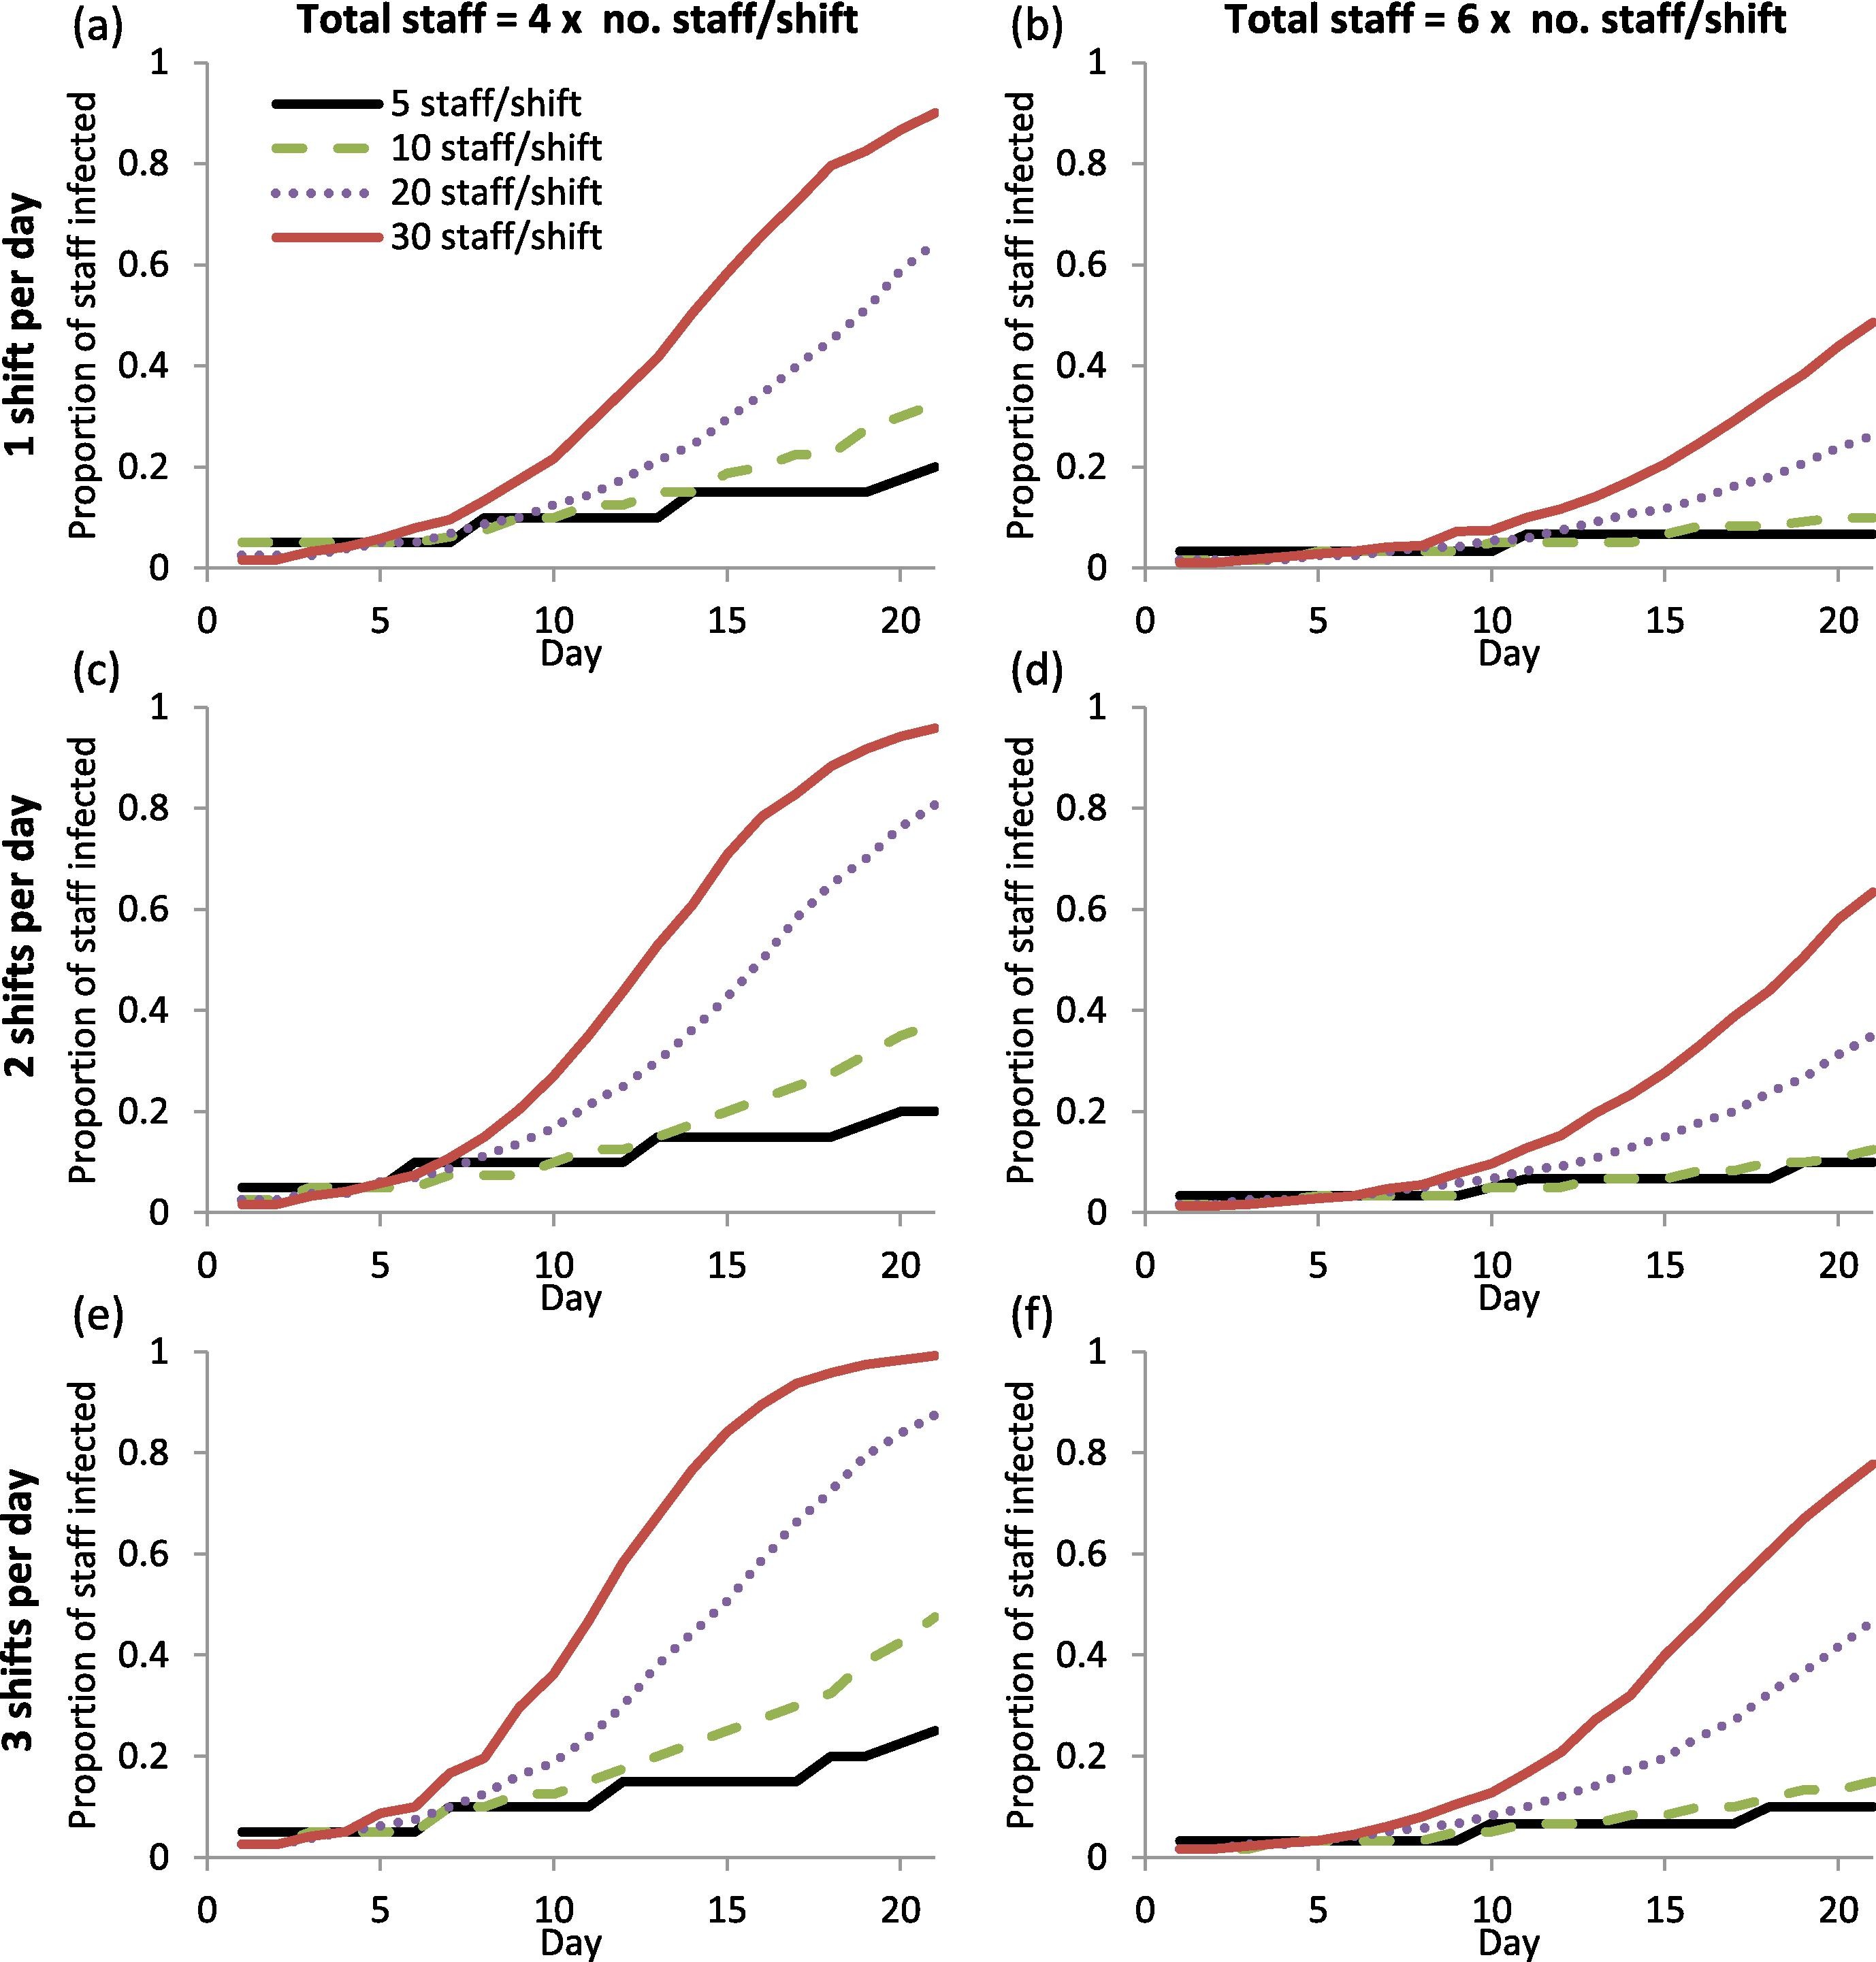 (a)
Total staff = 4 x no. staff/shift
(b)
Total staff = 6 x no. staff/shift
1 shift per day
Proportion of staff infected
1
0.8
0.6
0.4
0.2
0
5 staff/shift
10 staff/shift
20 staff/shift
30 staff/shift
0 5 10 15 20
Day
Proportion of staff infected
1
0.8
0.6
0.4
0.2
0
0 5 10 15 20
Day
(c)
(d)
2 shifts per day
Proportion of staff infected
1
0.8
0.6
0.4
0.2
0
0 5 10 15 20
Day
Proportion of staff infected
1
0.8
0.6
0.4
0.2
0
0 5 10 15 20
Day
(e)
(f)
3 shifts per day
Proportion of staff infected
1
0.8
0.6
0.4
0.2
0
0 5 10 15 20
Day
Proportion of staff infected
1
0.8
0.6
0.4
0.2
0
0 5 10 15 20
Day